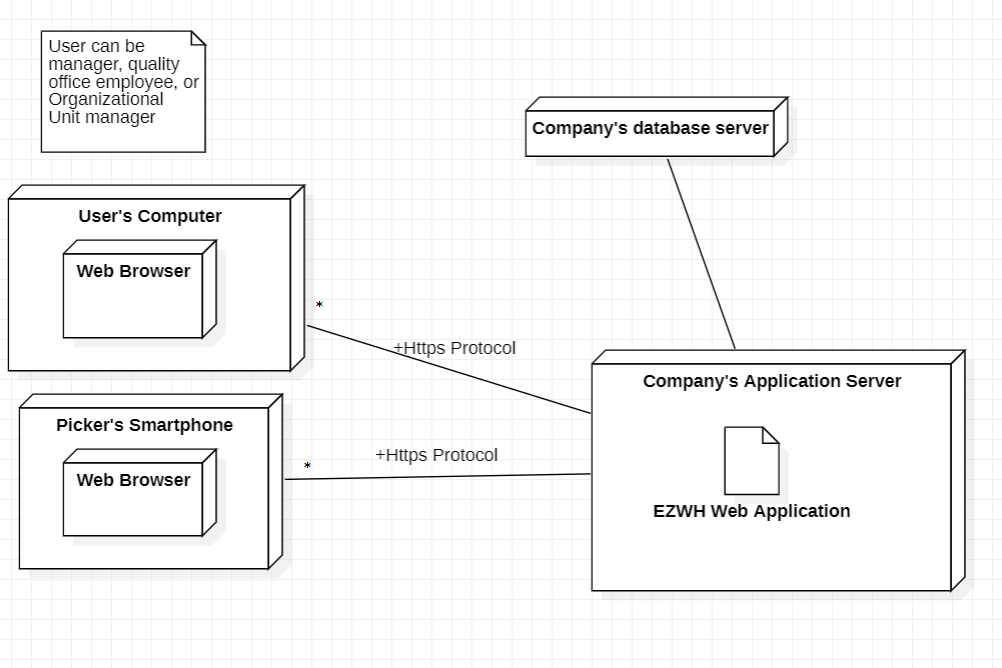 User can be
manager, quality
office employee, or
Organizational
Unit manager
Company's database server
User's Computer
Web Browser
*
+Https Protocol
Company's Application Server
EZWH Web Application
Picker's Smartphone
Web Browser
*
+Https Protocol